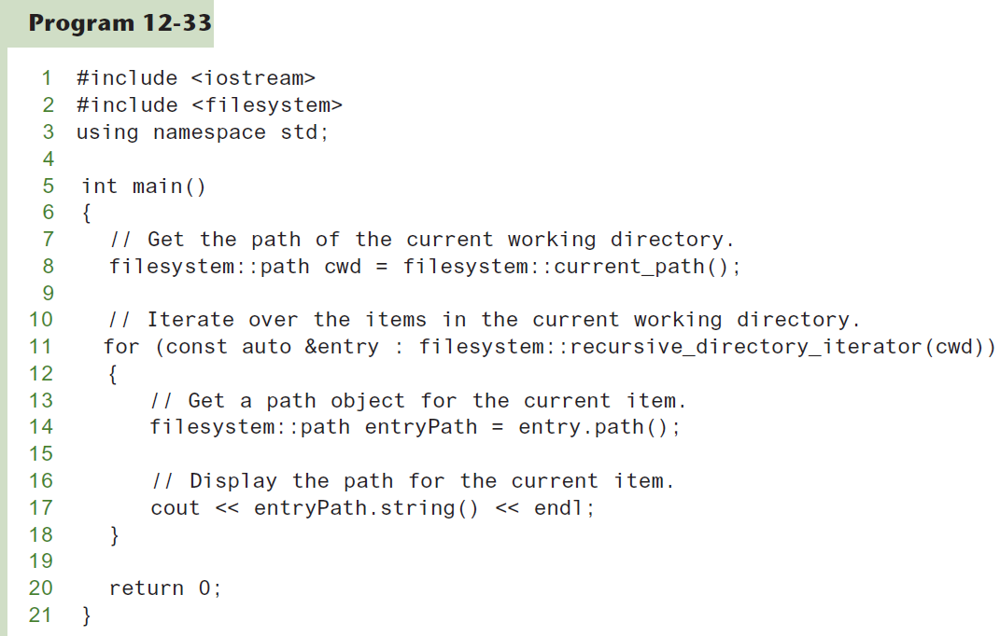 Program 12-33
1 #include <iostream>
2 #include <filesystem>
3 using namespace std;
4
5 int main()
6 {
7 // Get the path of the current working directory.
8 filesystem::path cwd = filesystem::current_path();
9
10 // Iterate over the items in the current working directory.
11 for (const auto &entry : filesystem::recursive_directory_iterator(cwd))
12 {
13 // Get a path object for the current item.
14 filesystem::path entryPath = entry.path();
15
16 // Display the path for the current item.
17 cout << entryPath.string() << endl;
18 }
19
20 return 0;
21 }